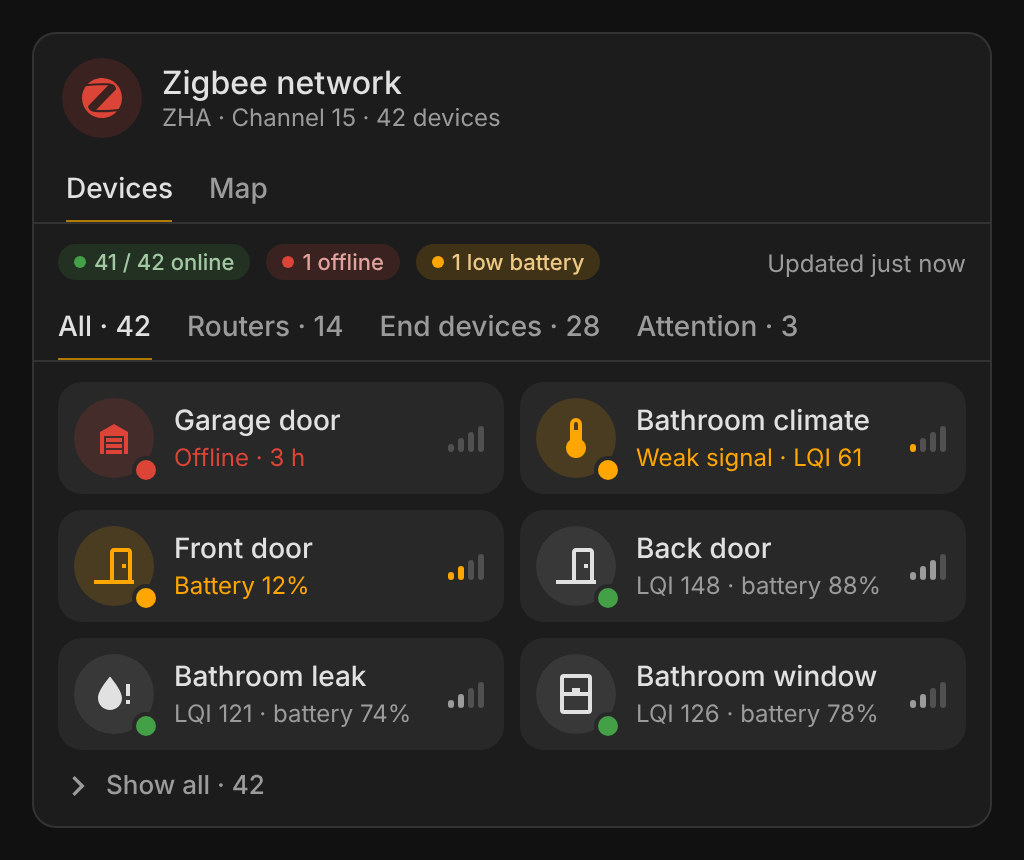 Zigbee network
ZHA · Channel 15 · 42 devices
Devices Map
41 / 42 online 1 offline 1 low battery Updated just now
All · 42 Routers · 14 End devices · 28 Attention · 3
Garage door
Offline · 3 h
Bathroom climate
Weak signal · LQI 61
Front door
Battery 12%
Back door
LQI 148 · battery 88%
Bathroom leak
LQI 121 · battery 74%
Bathroom window
LQI 126 · battery 78%
Show all · 42